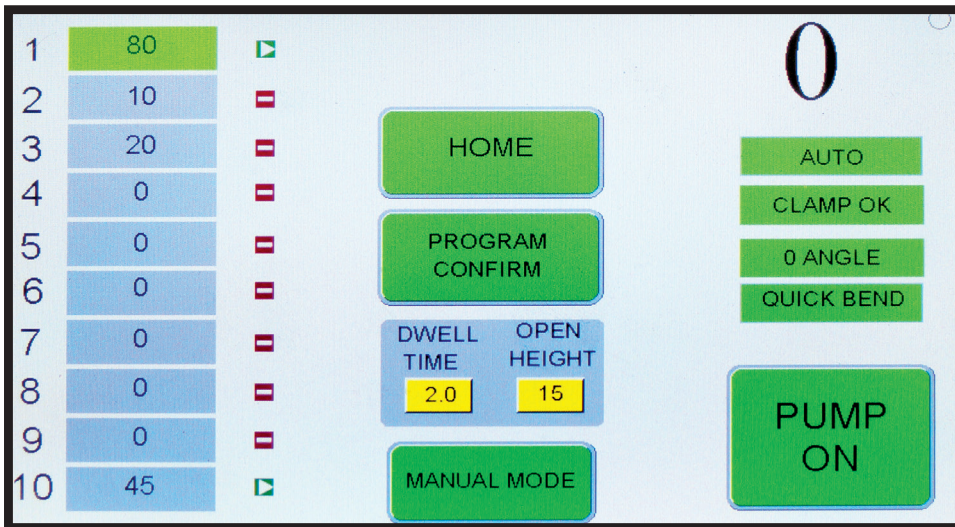 1 80
2 10
3 20
4 0
5 0
6 0
7 0
8 0
9 0
10 45
HOME
PROGRAM
CONFIRM
DWELL
TIME
2.0
OPEN
HEIGHT
15
MANUAL MODE
0
AUTO
CLAMP OK
0 ANGLE
QUICK BEND
PUMP
ON